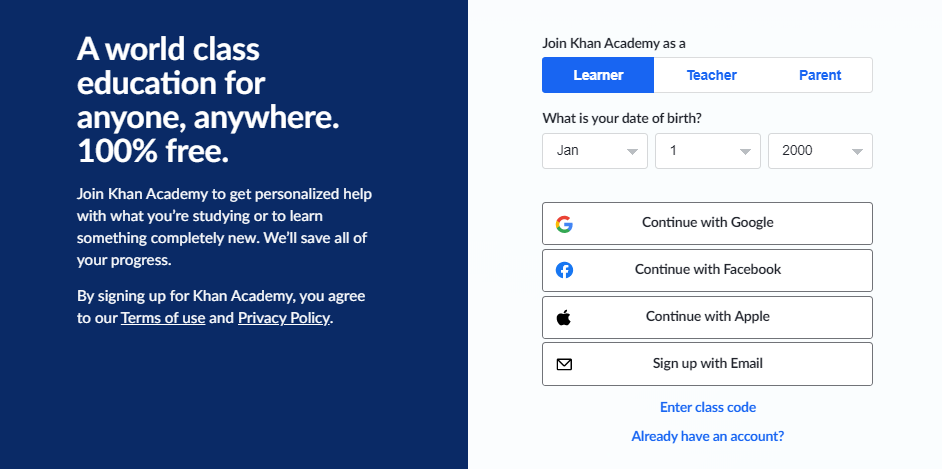 A world class
education for
anyone, anywhere.
100% free.
Join Khan Academy to get personalized help
with what you’re studying or to learn
something completely new. We’ll save all of
your progress.
By signing up for Khan Academy, you agree
to our Terms of use and Privacy Policy.
Join Khan Academy as a
Learner Teacher Parent
What is your date of birth?
Jan 1 2000
Continue with Google
Continue with Facebook
Continue with Apple
Sign up with Email
Enter class code
Already have an account?